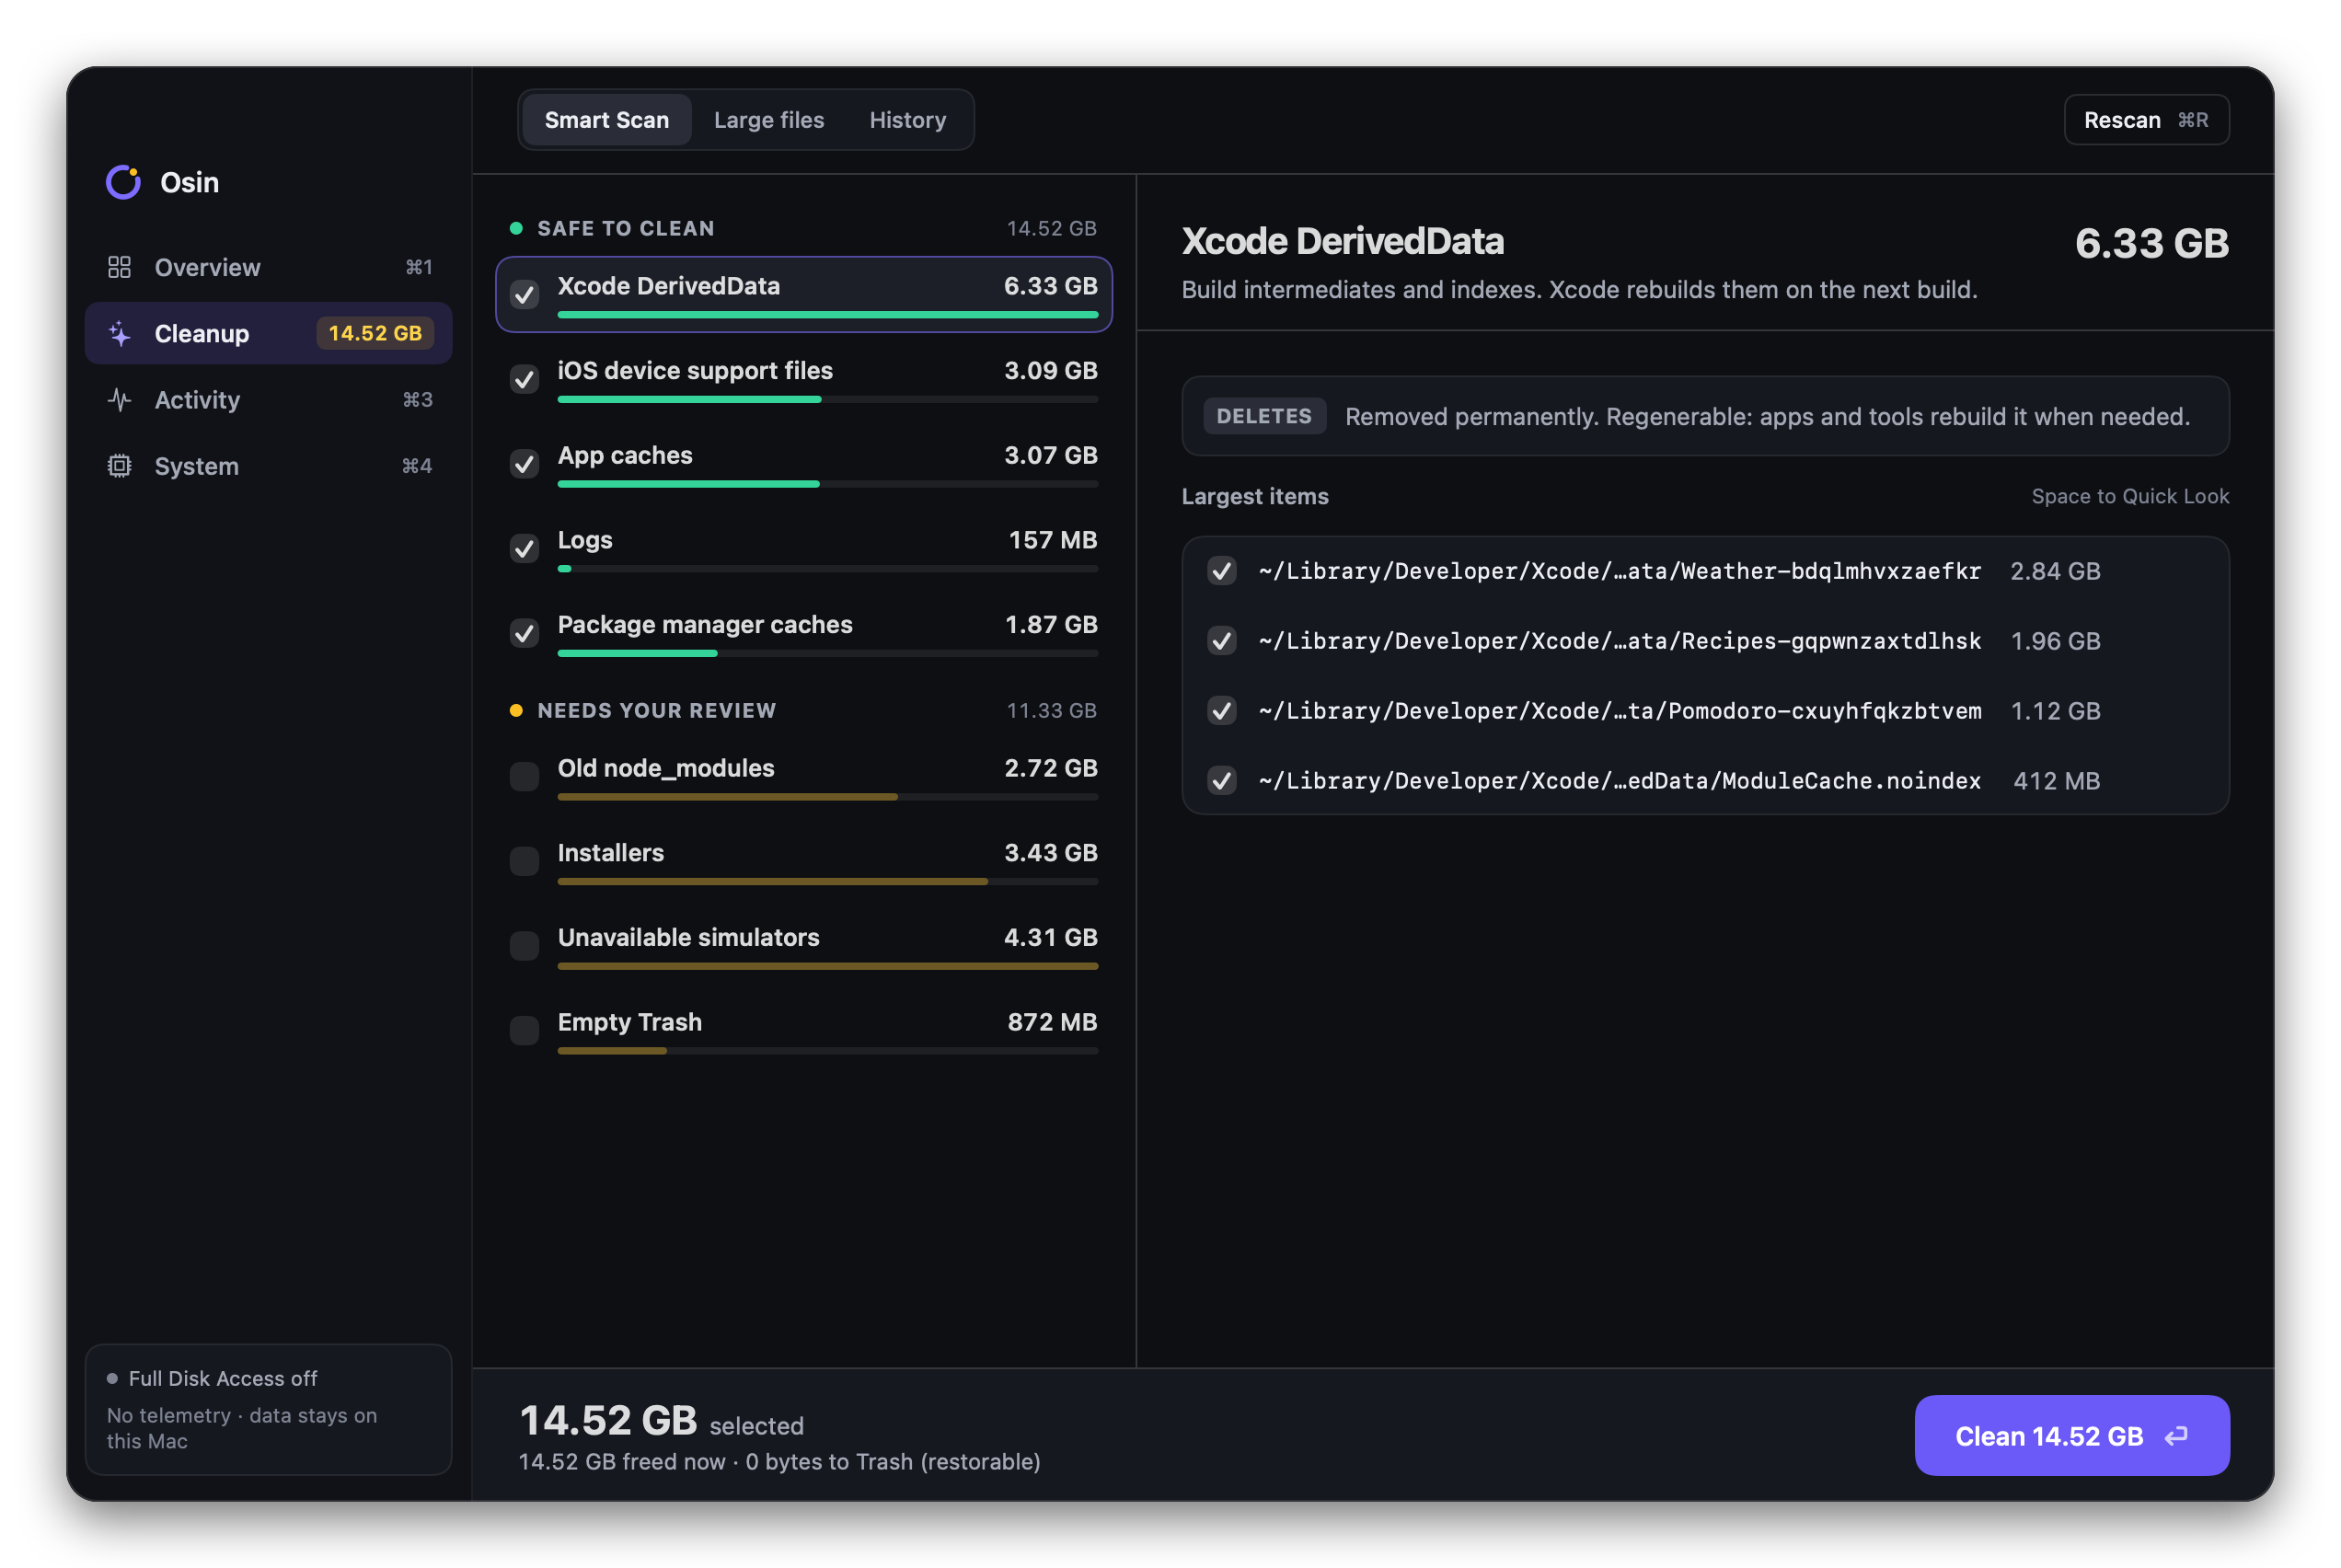 Osin
Overview ⌘1
Cleanup 14.52 GB
Activity ⌘3
System ⌘4
Full Disk Access off
No telemetry · data stays on
this Mac
Smart Scan Large files History
Rescan ⌘R
SAFE TO CLEAN 14.52 GB
Xcode DerivedData 6.33 GB
iOS device support files 3.09 GB
App caches 3.07 GB
Logs 157 MB
Package manager caches 1.87 GB
NEEDS YOUR REVIEW 11.33 GB
Old node_modules 2.72 GB
Installers 3.43 GB
Unavailable simulators 4.31 GB
Empty Trash 872 MB
Xcode DerivedData 6.33 GB
Build intermediates and indexes. Xcode rebuilds them on the next build.
DELETES Removed permanently. Regenerable: apps and tools rebuild it when needed.
Largest items Space to Quick Look
~/Library/Developer/Xcode/…ata/Weather-bdqlmhvxzaefkr 2.84 GB
~/Library/Developer/Xcode/…ata/Recipes-gqpwnzaxtdlhsk 1.96 GB
~/Library/Developer/Xcode/…ta/Pomodoro-cxuyhfqkzbtvem 1.12 GB
~/Library/Developer/Xcode/…edData/ModuleCache.noindex 412 MB
14.52 GB selected
14.52 GB freed now · 0 bytes to Trash (restorable)
Clean 14.52 GB